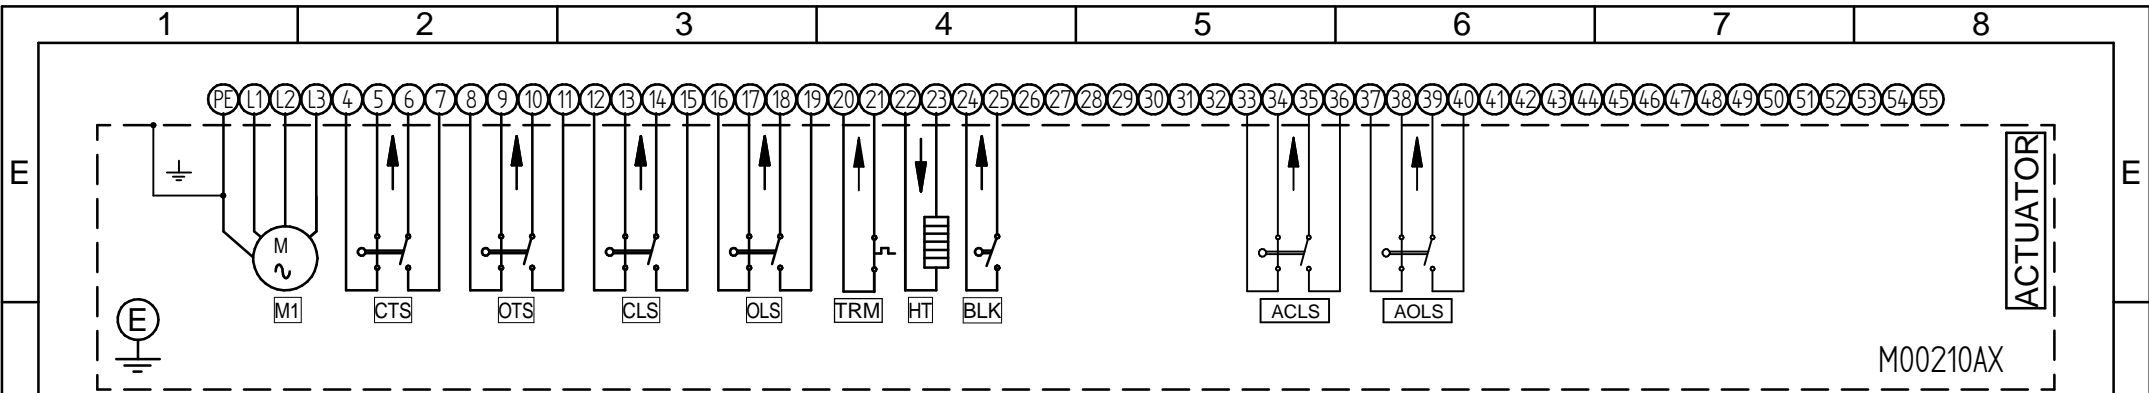 1 2 3 4 5 6 7 8
PE L1 L2 L3 4 5 6 7 8 9 10 11 12 13 14 15 16 17 18 19 20 21 22 23 24 25 26 27 28 29 30 31 32 33 34 35 36 37 38 39 40 41 42 43 44 45 46 47 48 49 50 51 52 53 54 55
E E
ACTUATOR
M
M1 CTS OTS CLS OLS TRM HT BLK ACLS AOLS
E
M00210AX